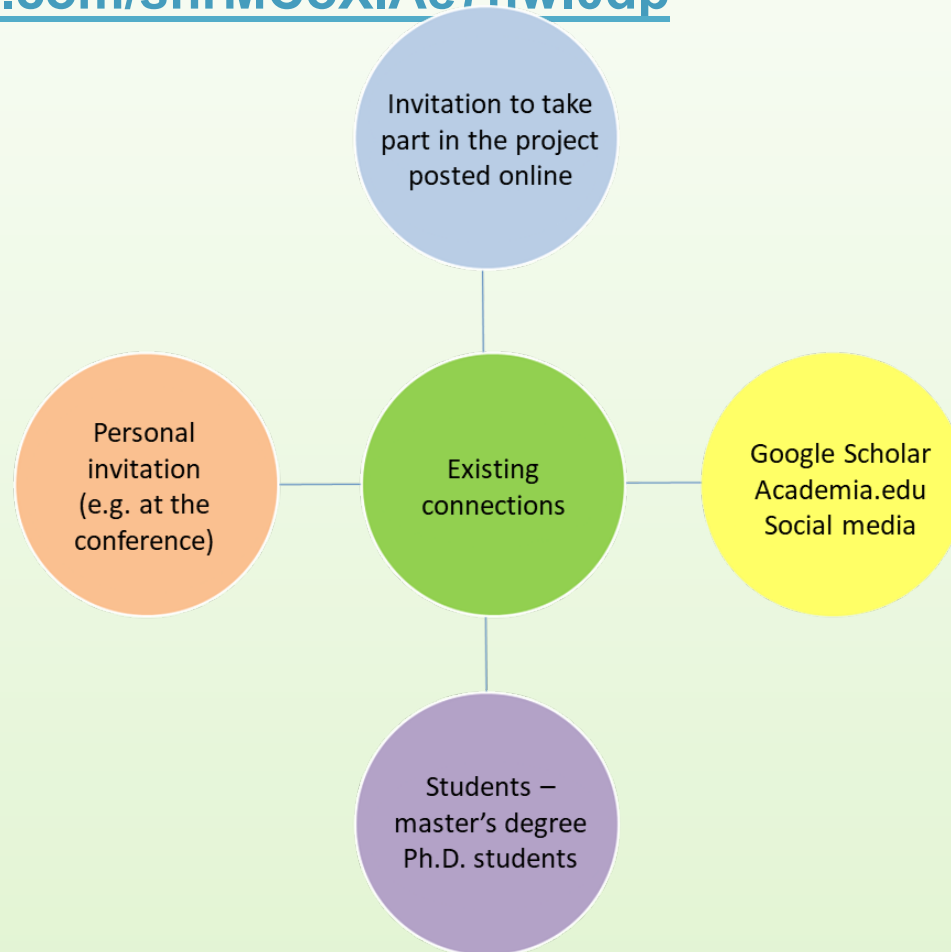 Invitation to take
part in the project
posted online
Personal
invitation
(e.g. at the
conference)
Existing
connections
Google Scholar
Academia.edu
Social media
Students –
master's degree
Ph.D. students